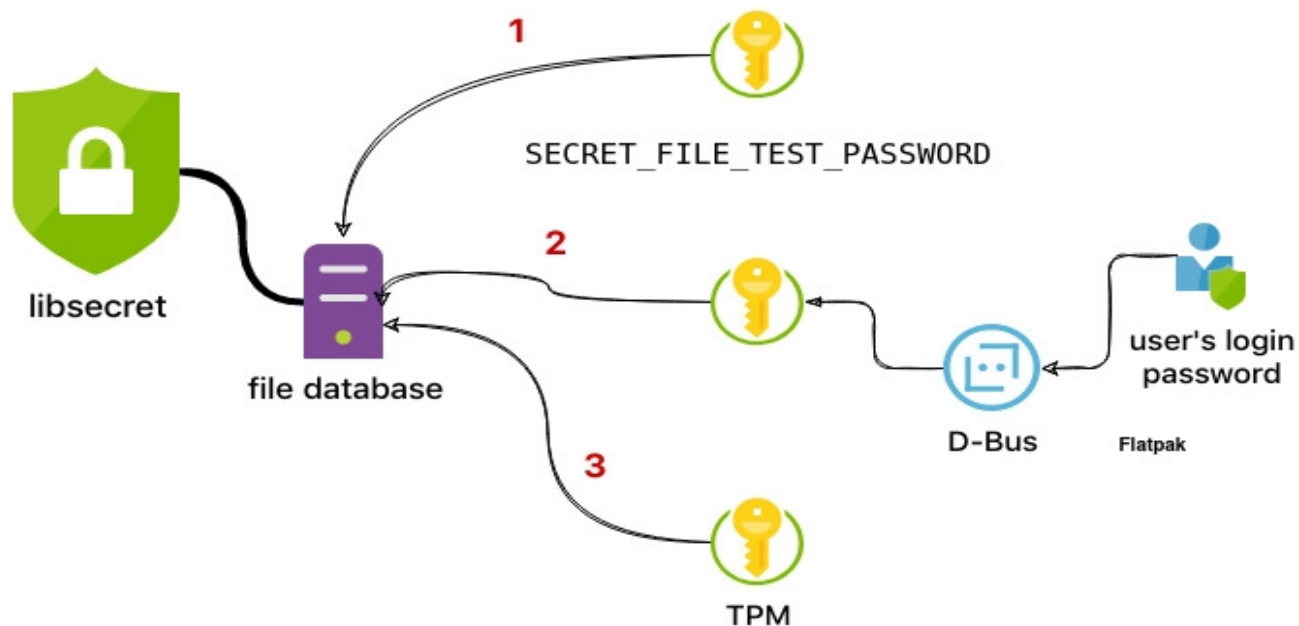 1
SECRET_FILE_TEST_PASSWORD
2
libsecret
user's login
password
file database
D-Bus
Flatpak
3
TPM